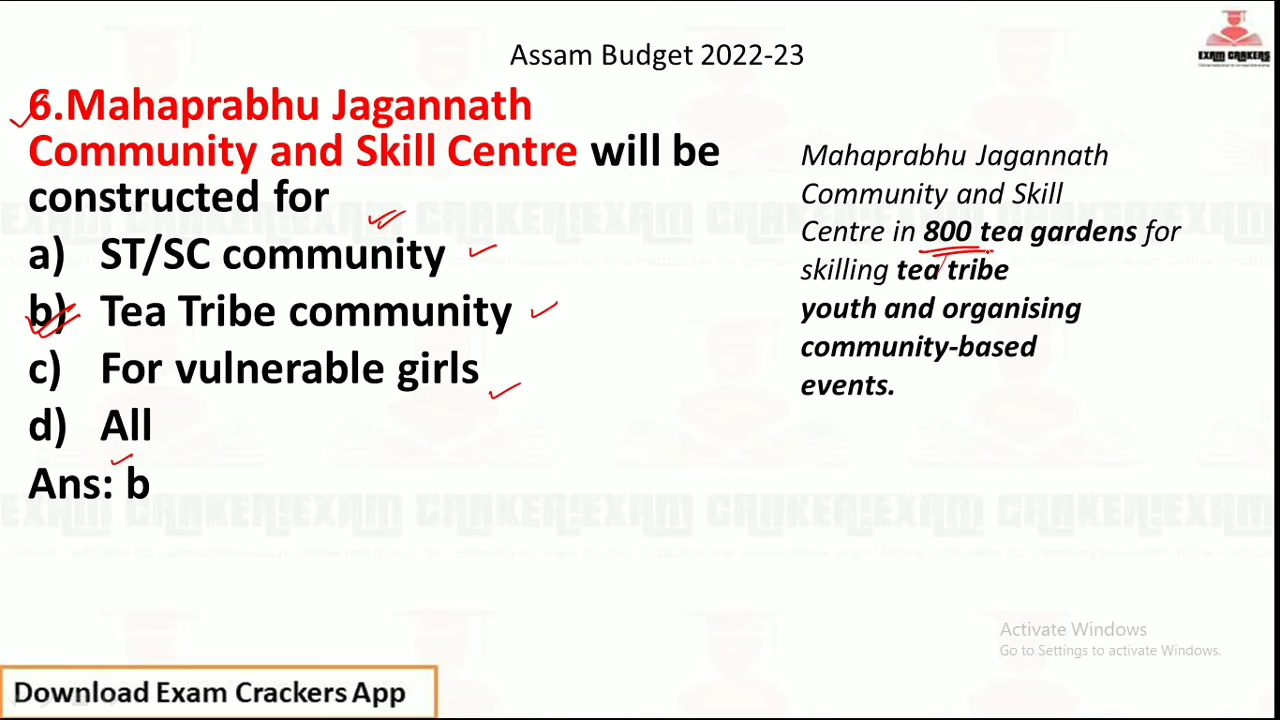 Assam Budget 2022-23
EXAM CRAKERS
6.Mahaprabhu Jagannath
Community and Skill Centre will be
constructed for
a) ST/SC community
b) Tea Tribe community
c) For vulnerable girls
d) All
Ans: b
Mahaprabhu Jagannath
Community and Skill
Centre in 800 tea gardens for
skilling tea tribe
youth and organising
community-based
events.
Activate Windows
Go to Settings to activate Windows.
Download Exam Crackers App